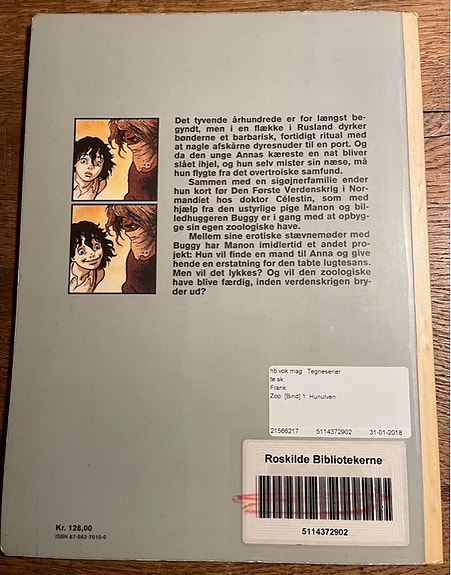 Det tyvende århundrede er for længst be-
gyndt, men i en flække i Rusland dyrker
bønderne et barbarisk, fortidigt ritual med
at nagle afskårne dyresnuder til en port. Og
da den unge Annas kæreste en nat bliver
slået ihjel, og hun selv mister sin næse, må
hun flygte fra det overtroiske samfund.
Sammen med en sigøjnerfamilie ender
hun kort før Den Første Verdenskrig i Nor-
mandiet hos doktor Célestin, som med
hjælp fra den ustyrlige pige Manon og bil-
ledhuggeren Buggy er i gang med at opbyg-
ge sin egen zoologiske have.
Mellem sine erotiske stævnemøder med
Buggy har Manon imidlertid et andet pro-
jekt: Hun vil finde en mand til Anna og give
hende en erstatning for den tabte lugtesans.
Men vil det lykkes? Og vil den zoologiske
have blive færdig, inden verdenskrigen bry-
der ud?
hb vok mag Tegneserier
te sk
Frank
Zoo [Bind] 1: Hunulven
21566217 5114372902 31-01-2018
Roskilde Bibliotekerne
5114372902
Kr. 128,00
ISBN 87-562-7010-0